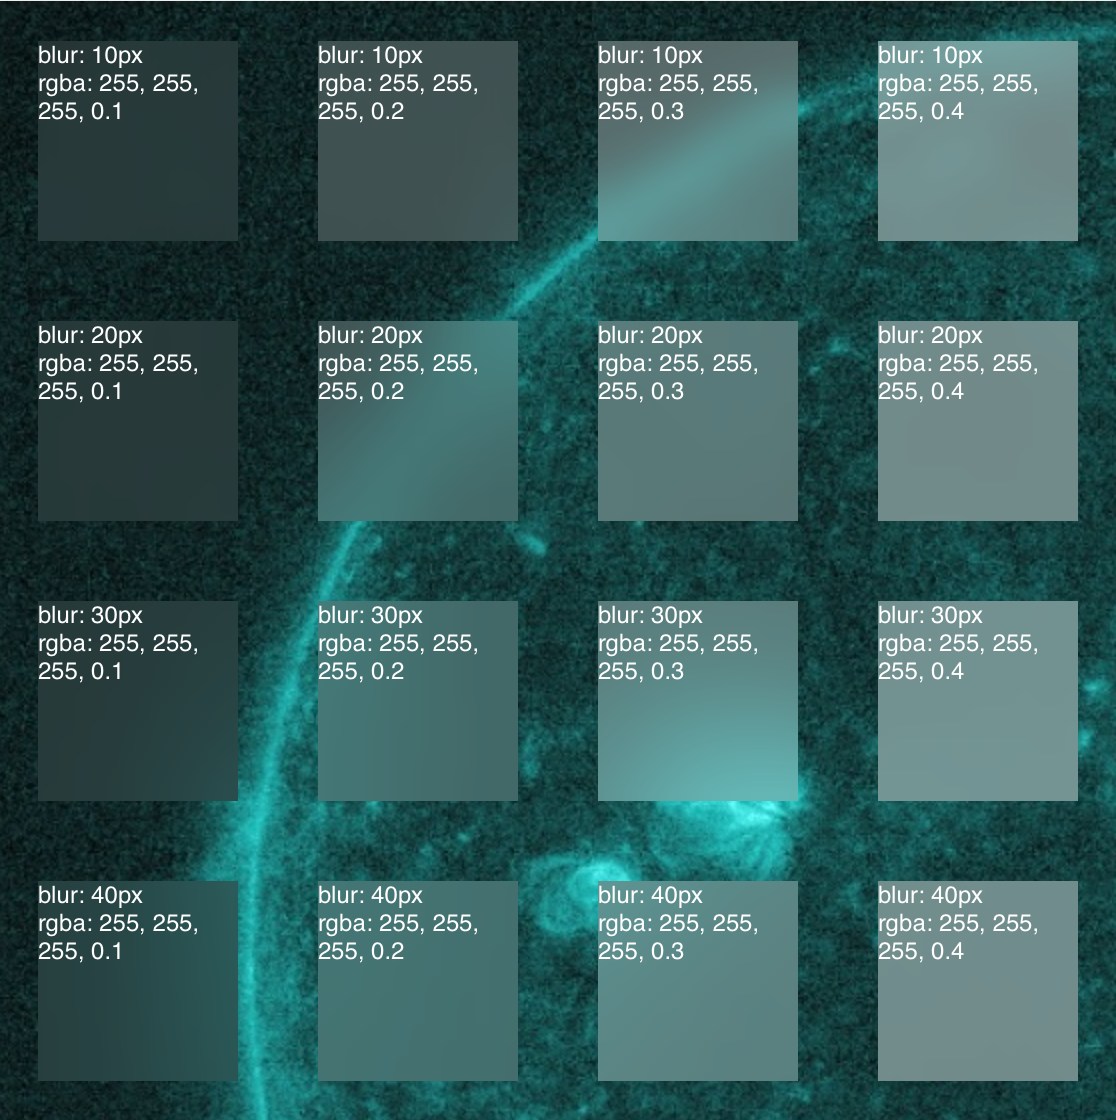 blur: 10px
rgba: 255, 255,
255, 0.1
blur: 10px
rgba: 255, 255,
255, 0.2
blur: 10px
rgba: 255, 255,
255, 0.3
blur: 10px
rgba: 255, 255,
255, 0.4
blur: 20px
rgba: 255, 255,
255, 0.1
blur: 20px
rgba: 255, 255,
255, 0.2
blur: 20px
rgba: 255, 255,
255, 0.3
blur: 20px
rgba: 255, 255,
255, 0.4
blur: 30px
rgba: 255, 255,
255, 0.1
blur: 30px
rgba: 255, 255,
255, 0.2
blur: 30px
rgba: 255, 255,
255, 0.3
blur: 30px
rgba: 255, 255,
255, 0.4
blur: 40px
rgba: 255, 255,
255, 0.1
blur: 40px
rgba: 255, 255,
255, 0.2
blur: 40px
rgba: 255, 255,
255, 0.3
blur: 40px
rgba: 255, 255,
255, 0.4